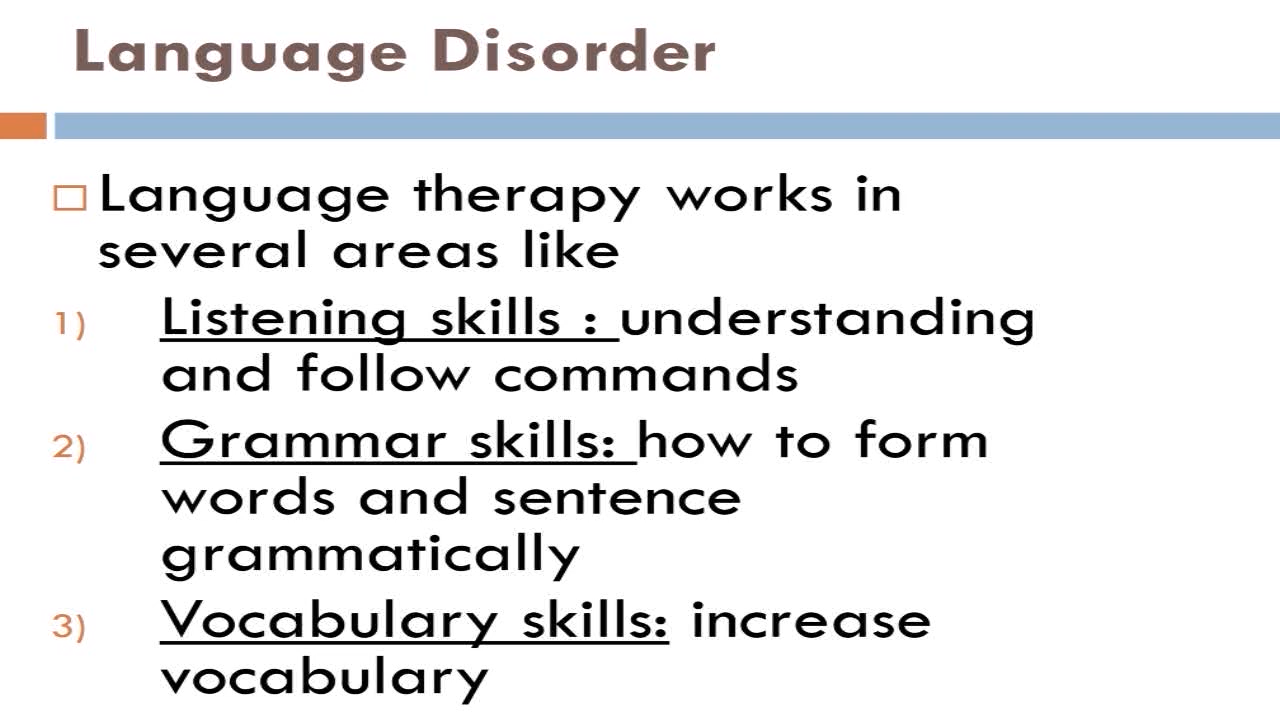 Language Disorder
Language therapy works in
several areas like
1) Listening skills : understanding
and follow commands
2) Grammar skills: how to form
words and sentence
grammatically
3) Vocabulary skills: increase
vocabulary